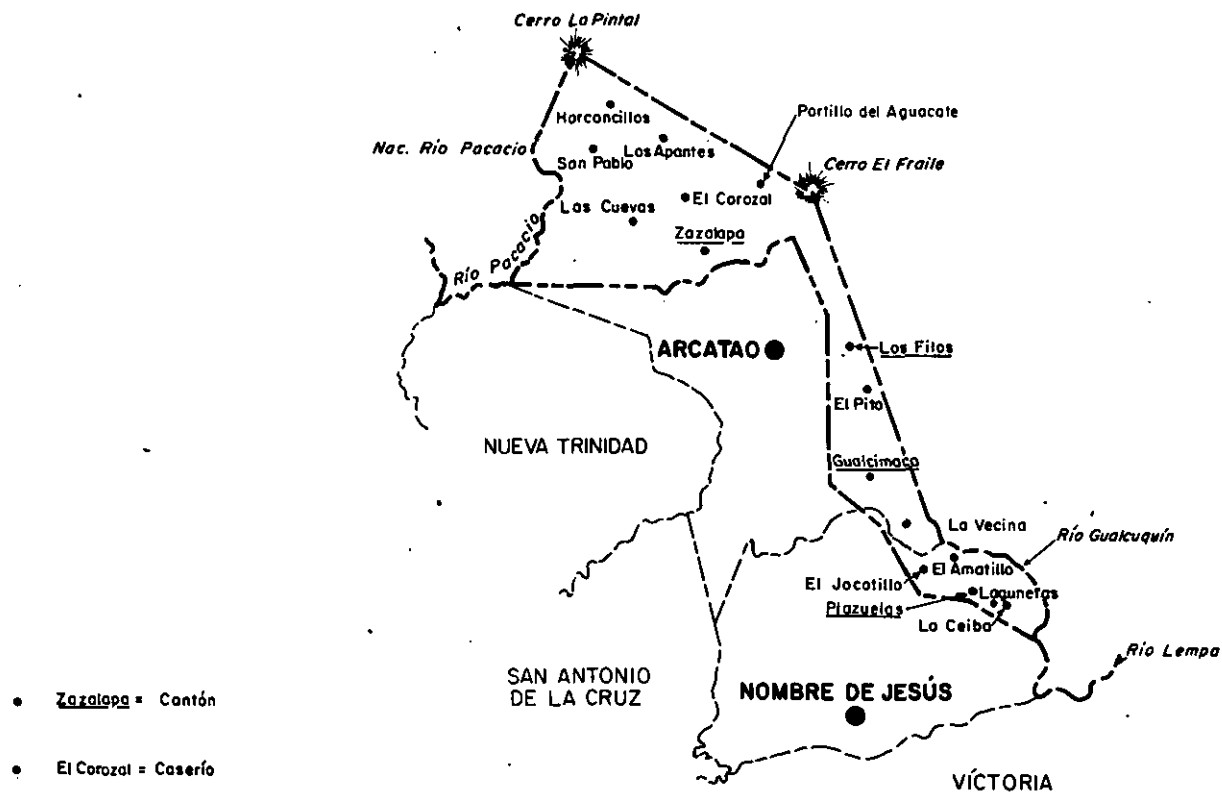 Cerro La Pintal
Portillo del Aguacate
Horconcillos
Nac. Río Pacacio
Los Apantes
San Pablo
Cerro El Fraile
El Corozal
Las Cuevas
Zazalapa
Río Pacacio
ARCATAO
Los Filos
El Pito
NUEVA TRINIDAD
Gualcimaca
La Vecina
Río Gualcuquín
El Amatillo
El Jocotillo
Lagunetas
Plazuelas
La Ceiba
Río Lempa
SAN ANTONIO
DE LA CRUZ
NOMBRE DE JESÚS
Zazalapa = Cantón
El Corozal = Caserío
VÍCTORIA